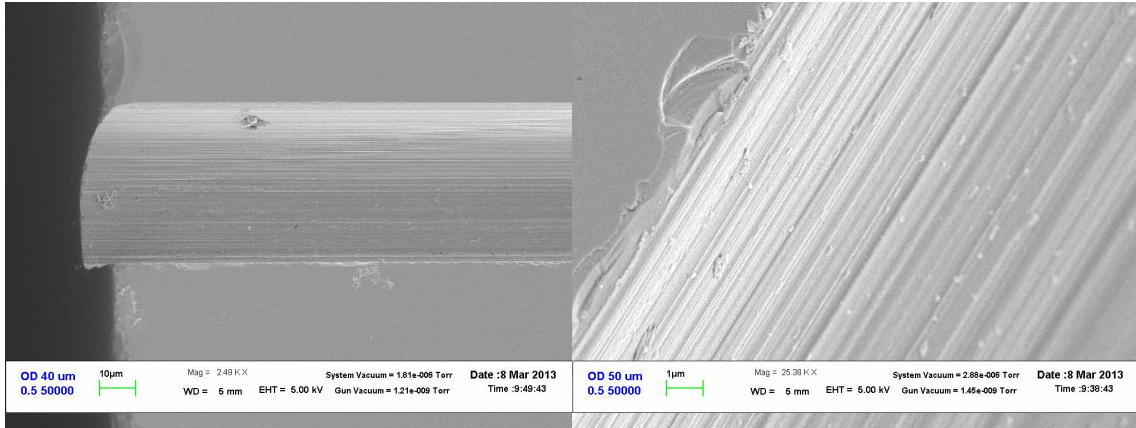 OD 40 um
0.5 50000
10µm
Mag = 2.49 K X
WD = 5 mm
EHT = 5.00 kV
System Vacuum = 1.81e-006 Torr
Gun Vacuum = 1.21e-009 Torr
Date :8 Mar 2013
Time :9:49:43
OD 50 um
0.5 50000
1µm
Mag = 25.38 K X
WD = 5 mm
EHT = 5.00 kV
System Vacuum = 2.88e-006 Torr
Gun Vacuum = 1.45e-009 Torr
Date :8 Mar 2013
Time :9:38:43